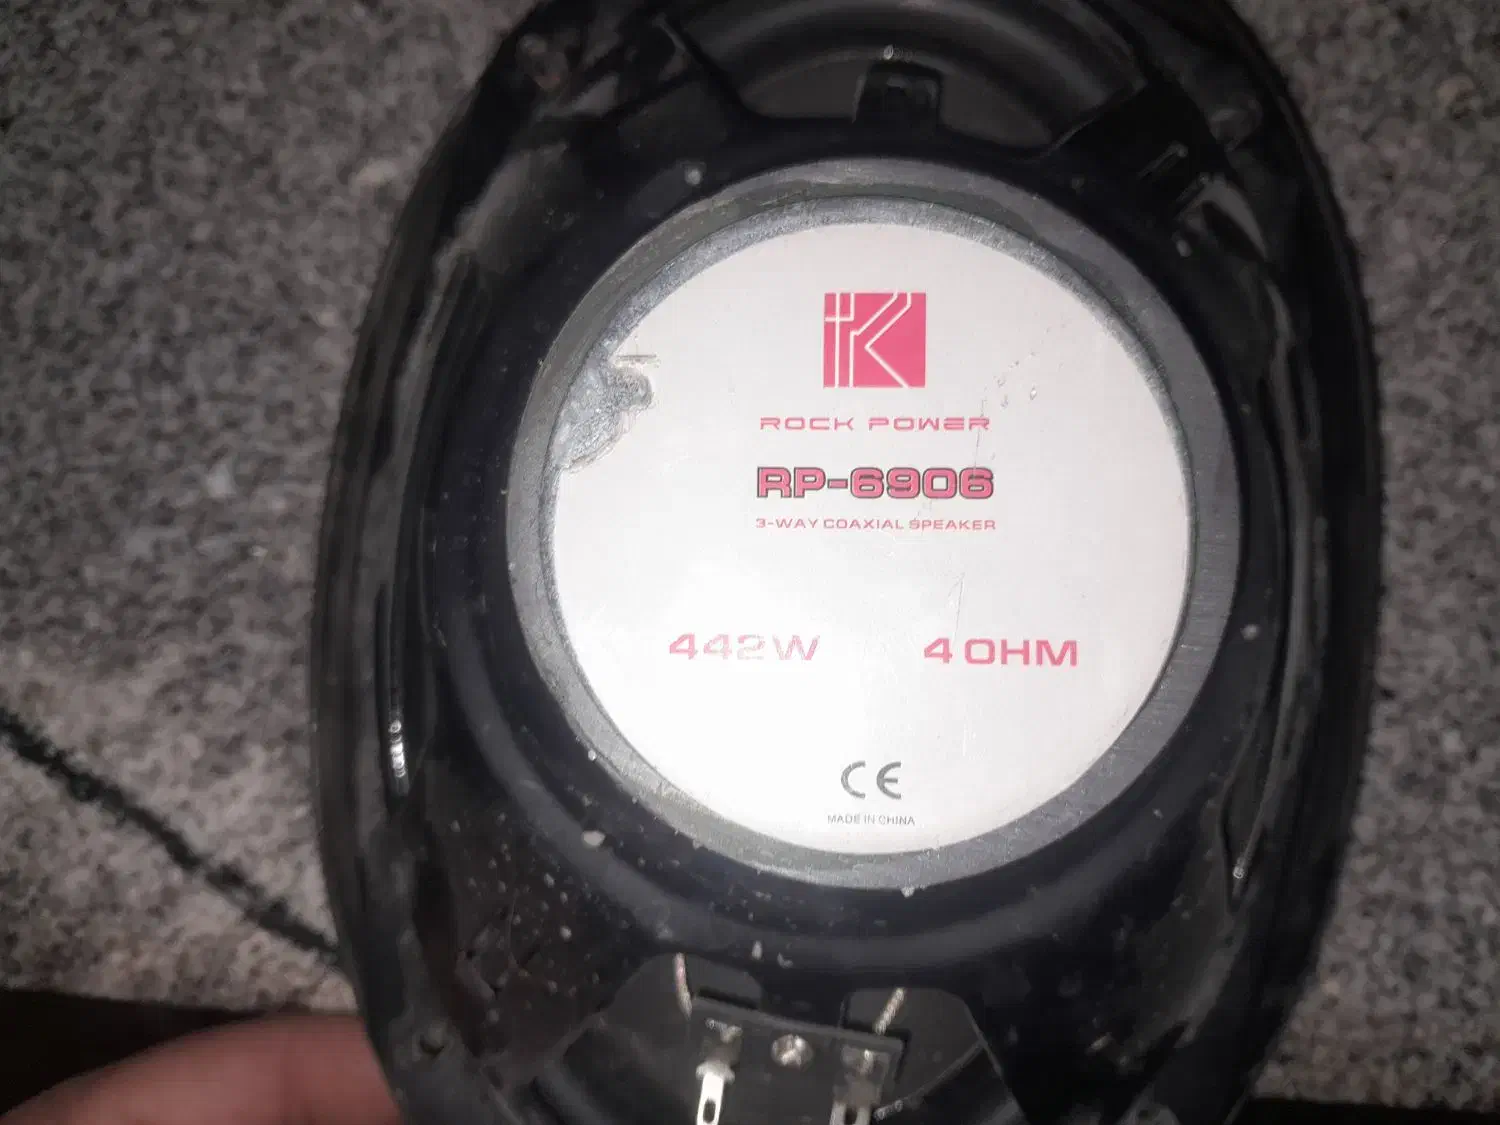 ROCK POWER
RP-6906
3-WAY COAXIAL SPEAKER
442W 4 OHM
CE
MADE IN CHINA